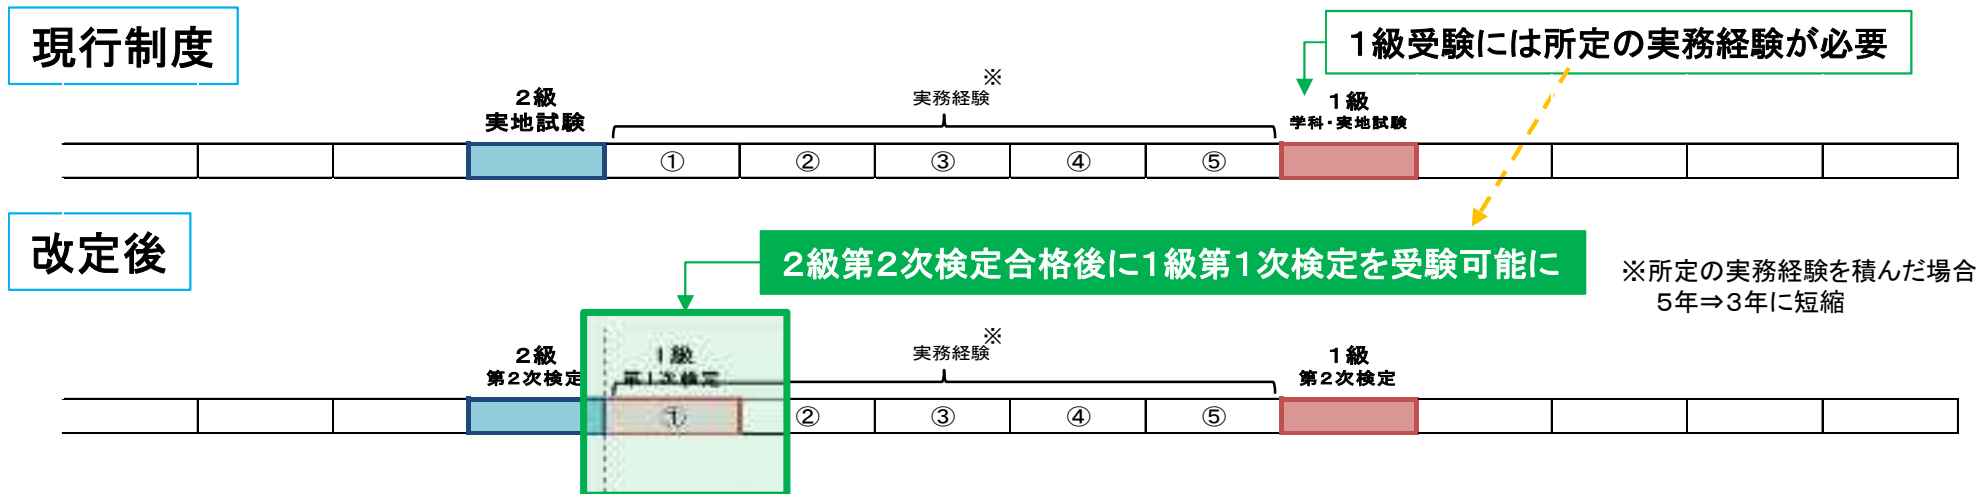 現行制度
1級受験には所定の実務経験が必要
2級
実地試験
実務経験※
1級
学科・実地試験
① ② ③ ④ ⑤
改定後
2級第2次検定合格後に1級第1次検定を受験可能に
※所定の実務経験を積んだ場合
5年⇒3年に短縮
2級
第2次検定
1級
第1次検定
実務経験※
1級
第2次検定
① ② ③ ④ ⑤